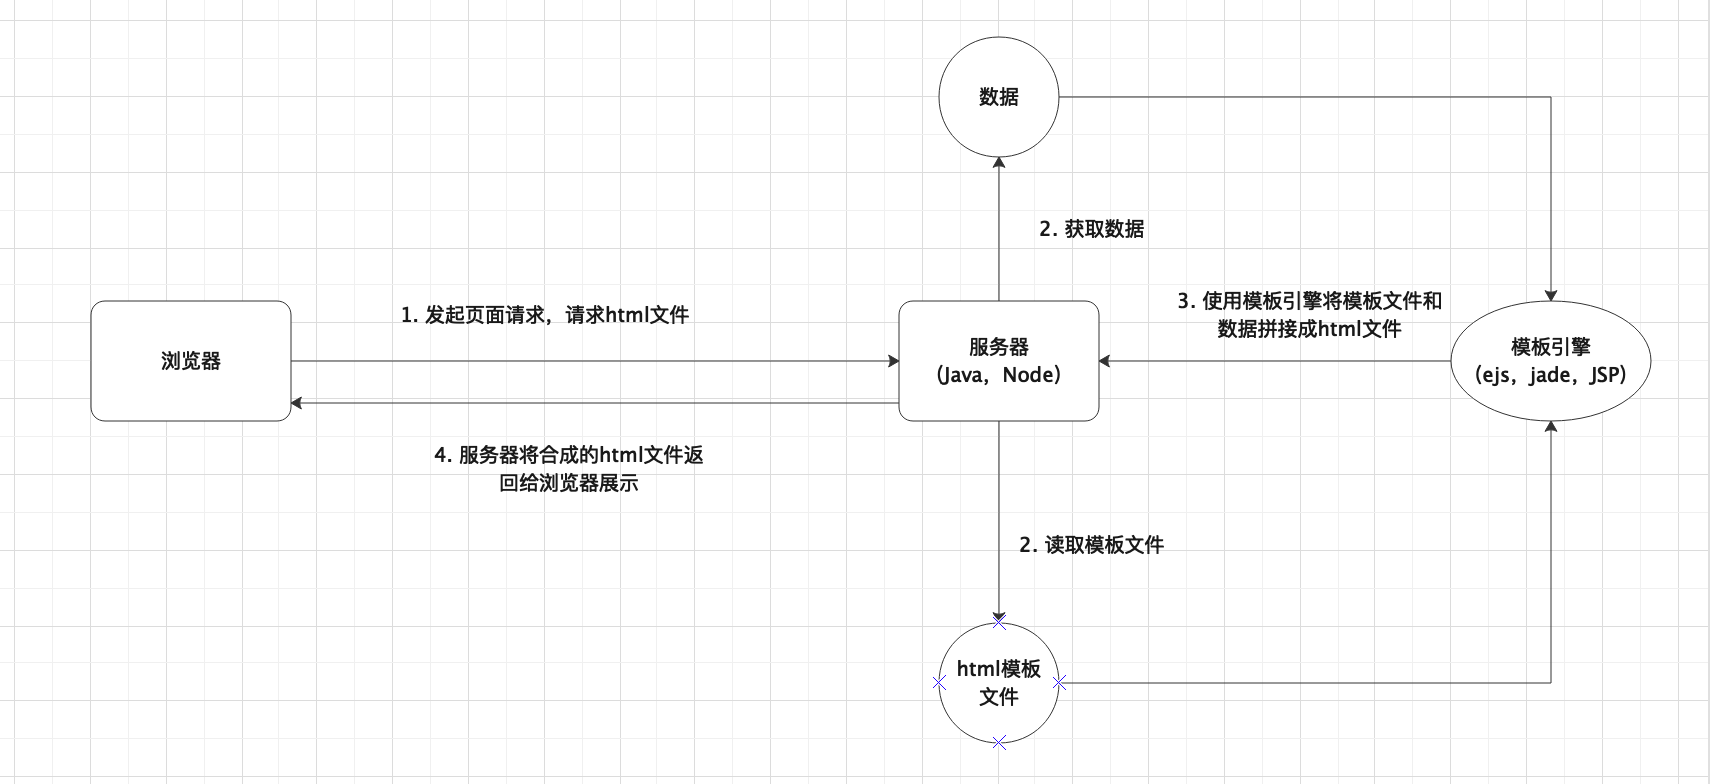 数据
2. 获取数据
1. 发起页面请求，请求html文件
3. 使用模板引擎将模板文件和
数据拼接成html文件
浏览器
服务器
（Java，Node）
模板引擎
（ejs，jade，JSP）
4. 服务器将合成的html文件返
回给浏览器展示
2. 读取模板文件
html模板
文件